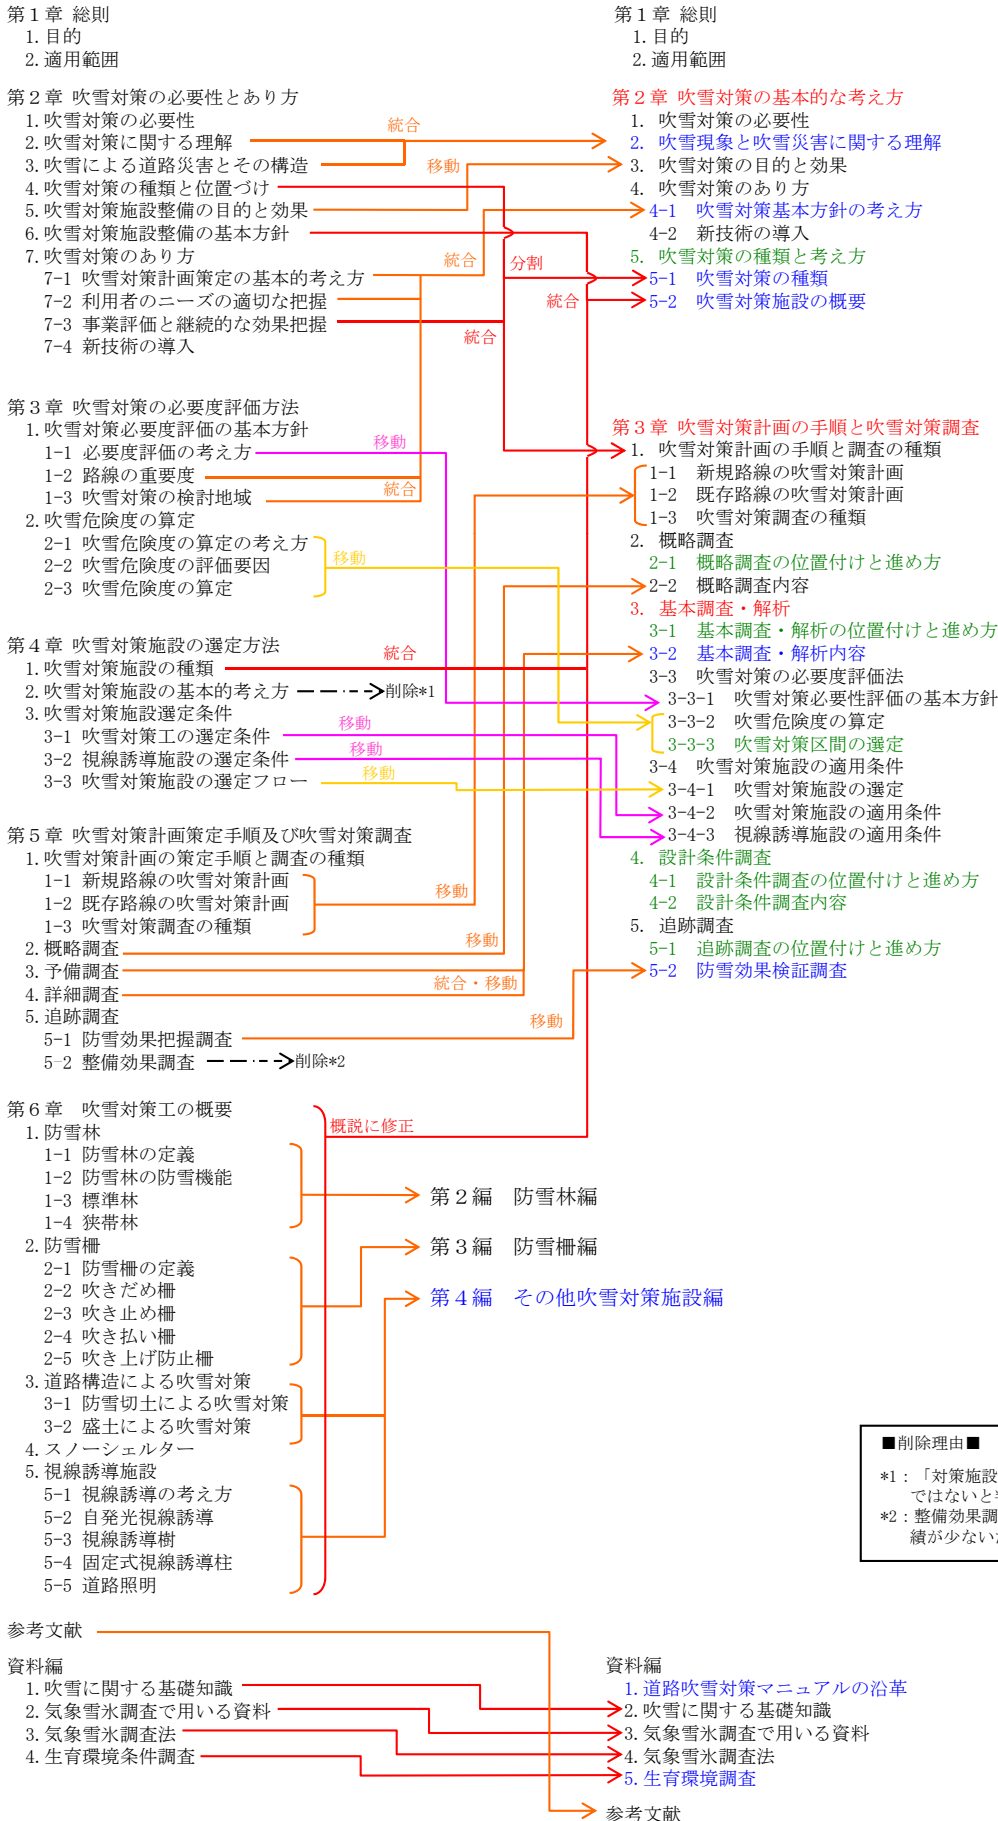 第１章 総則
1. 目的
2. 適用範囲
第２章 吹雪対策の必要性とあり方
1. 吹雪対策の必要性
2. 吹雪対策に関する理解
3. 吹雪による道路災害とその構造
4. 吹雪対策の種類と位置づけ
5. 吹雪対策施設整備の目的と効果
6. 吹雪対策施設整備の基本方針
7. 吹雪対策のあり方
7-1 吹雪対策計画策定の基本的考え方
7-2 利用者のニーズの適切な把握
7-3 事業評価と継続的な効果把握
7-4 新技術の導入
第３章 吹雪対策の必要度評価方法
1. 吹雪対策必要度評価の基本方針
1-1 必要度評価の考え方
1-2 路線の重要度
1-3 吹雪対策の検討地域
2. 吹雪危険度の算定
2-1 吹雪危険度の算定の考え方
2-2 吹雪危険度の評価要因
2-3 吹雪危険度の算定
第４章 吹雪対策施設の選定方法
1. 吹雪対策施設の種類
2. 吹雪対策施設の基本的考え方
削除*1
3. 吹雪対策施設選定条件
3-1 吹雪対策工の選定条件
3-2 視線誘導施設の選定条件
3-3 吹雪対策施設の選定フロー
第５章 吹雪対策計画策定手順及び吹雪対策調査
1. 吹雪対策計画の策定手順と調査の種類
1-1 新規路線の吹雪対策計画
1-2 既存路線の吹雪対策計画
1-3 吹雪対策調査の種類
2. 概略調査
3. 予備調査
4. 詳細調査
5. 追跡調査
5-1 防雪効果把握調査
5-2 整備効果調査
削除*2
第６章　吹雪対策工の概要
1. 防雪林
1-1 防雪林の定義
1-2 防雪林の防雪機能
1-3 標準林
1-4 狭帯林
2. 防雪柵
2-1 防雪柵の定義
2-2 吹きだめ柵
2-3 吹き止め柵
2-4 吹き払い柵
2-5 吹き上げ防止柵
3. 道路構造による吹雪対策
3-1 防雪切土による吹雪対策
3-2 盛土による吹雪対策
4. スノーシェルター
5. 視線誘導施設
5-1 視線誘導の考え方
5-2 自発光視線誘導
5-3 視線誘導樹
5-4 固定式視線誘導柱
5-5 道路照明
参考文献
資料編
1. 吹雪に関する基礎知識
2. 気象雪氷調査で用いる資料
3. 気象雪氷調査法
4. 生育環境条件調査
統合
移動
統合
分割
統合
統合
移動
統合
移動
統合
移動
移動
移動
移動
移動
統合・移動
移動
概説に修正
第１章 総則
1. 目的
2. 適用範囲
第２章 吹雪対策の基本的な考え方
1. 吹雪対策の必要性
2. 吹雪現象と吹雪災害に関する理解
3. 吹雪対策の目的と効果
4. 吹雪対策のあり方
4-1 吹雪対策基本方針の考え方
4-2 新技術の導入
5. 吹雪対策の種類と考え方
5-1 吹雪対策の種類
5-2 吹雪対策施設の概要
第３章 吹雪対策計画の手順と吹雪対策調査
1. 吹雪対策計画の手順と調査の種類
1-1 新規路線の吹雪対策計画
1-2 既存路線の吹雪対策計画
1-3 吹雪対策調査の種類
2. 概略調査
2-1 概略調査の位置付けと進め方
2-2 概略調査内容
3. 基本調査・解析
3-1 基本調査・解析の位置付けと進め方
3-2 基本調査・解析内容
3-3 吹雪対策の必要度評価法
3-3-1 吹雪対策必要性評価の基本方針
3-3-2 吹雪危険度の算定
3-3-3 吹雪対策区間の選定
3-4 吹雪対策施設の適用条件
3-4-1 吹雪対策施設の選定
3-4-2 吹雪対策施設の適用条件
3-4-3 視線誘導施設の適用条件
4. 設計条件調査
4-1 設計条件調査の位置付けと進め方
4-2 設計条件調査内容
5. 追跡調査
5-1 追跡調査の位置付けと進め方
5-2 防雪効果検証調査
第２編　防雪林編
第３編　防雪柵編
第４編　その他吹雪対策施設編
■削除理由■
*1：「対策施設
ではないと
*2：整備効果調
績が少ない
資料編
1. 道路吹雪対策マニュアルの沿革
2. 吹雪に関する基礎知識
3. 気象雪氷調査で用いる資料
4. 気象雪氷調査法
5. 生育環境調査
参考文献